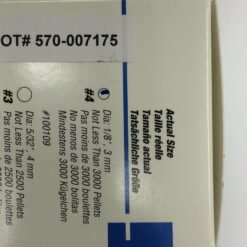 OT# 570-007175
Actual Size
Taille réelle
Tamaño actual
Tatsächliche Größe
#4
Dia: 1/8", 3 mm
Not Less Than 3000 Pellets
Pas moins de 3000 boulettes
No menos de 3000 bolitas
Mindestens 3000 Kügelchen
#100109
#3
Dia: 5/32", 4 mm
Not Less Than 2500 Pellets
Pas moins de 2500 boulettes